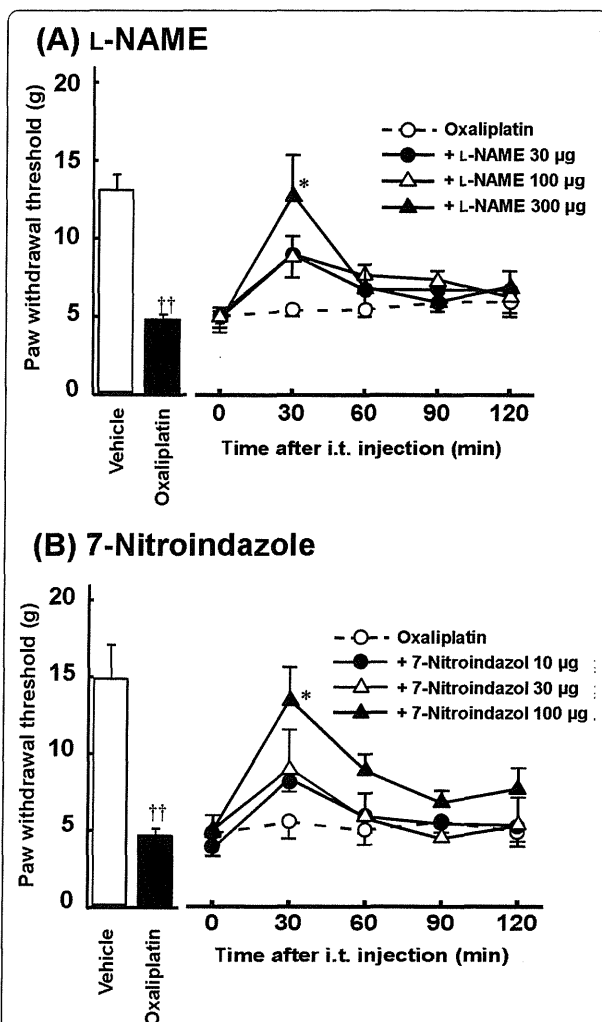 (A) L-NAME
Paw withdrawal threshold (g)
20
15
10
5
0
††
Vehicle
Oxaliplatin
Oxaliplatin
+ L-NAME 30 µg
+ L-NAME 100 µg
+ L-NAME 300 µg
*
0 30 60 90 120
Time after i.t. injection (min)
(B) 7-Nitroindazole
Paw withdrawal threshold (g)
20
15
10
5
0
††
Vehicle
Oxaliplatin
Oxaliplatin
+ 7-Nitroindazol 10 µg
+ 7-Nitroindazol 30 µg
+ 7-Nitroindazol 100 µg
*
0 30 60 90 120
Time after i.t. injection (min)